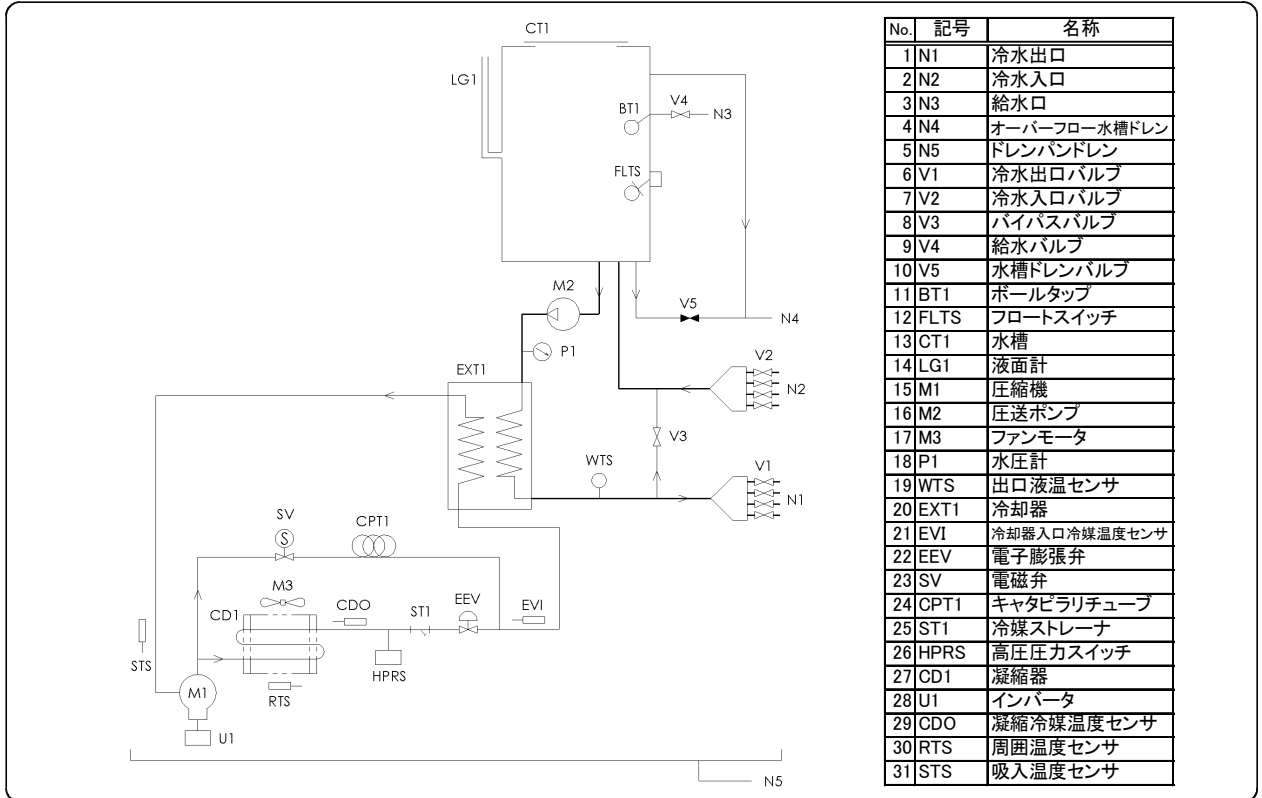 CT1
LG1
BT1
V4
N3
FLTS
M2
V5
N4
P1
V2
EXT1
N2
V3
WTS
V1
N1
SV
CPT1
S
M3
CD1
CDO
ST1
EEV
EVI
STS
HPRS
M1
RTS
U1
N5
No. 記号 名称
1 N1 冷水出口
2 N2 冷水入口
3 N3 給水口
4 N4 オーバーフロー水槽ドレン
5 N5 ドレンパンドレン
6 V1 冷水出口バルブ
7 V2 冷水入口バルブ
8 V3 バイパスバルブ
9 V4 給水バルブ
10 V5 水槽ドレンバルブ
11 BT1 ボールタップ
12 FLTS フロートスイッチ
13 CT1 水槽
14 LG1 液面計
15 M1 圧縮機
16 M2 圧送ポンプ
17 M3 ファンモータ
18 P1 水圧計
19 WTS 出口液温センサ
20 EXT1 冷却器
21 EVI 冷却器入口冷媒温度センサ
22 EEV 電子膨張弁
23 SV 電磁弁
24 CPT1 キャタピラリチューブ
25 ST1 冷媒ストレーナ
26 HPRS 高圧圧力スイッチ
27 CD1 凝縮器
28 U1 インバータ
29 CDO 凝縮冷媒温度センサ
30 RTS 周囲温度センサ
31 STS 吸入温度センサ